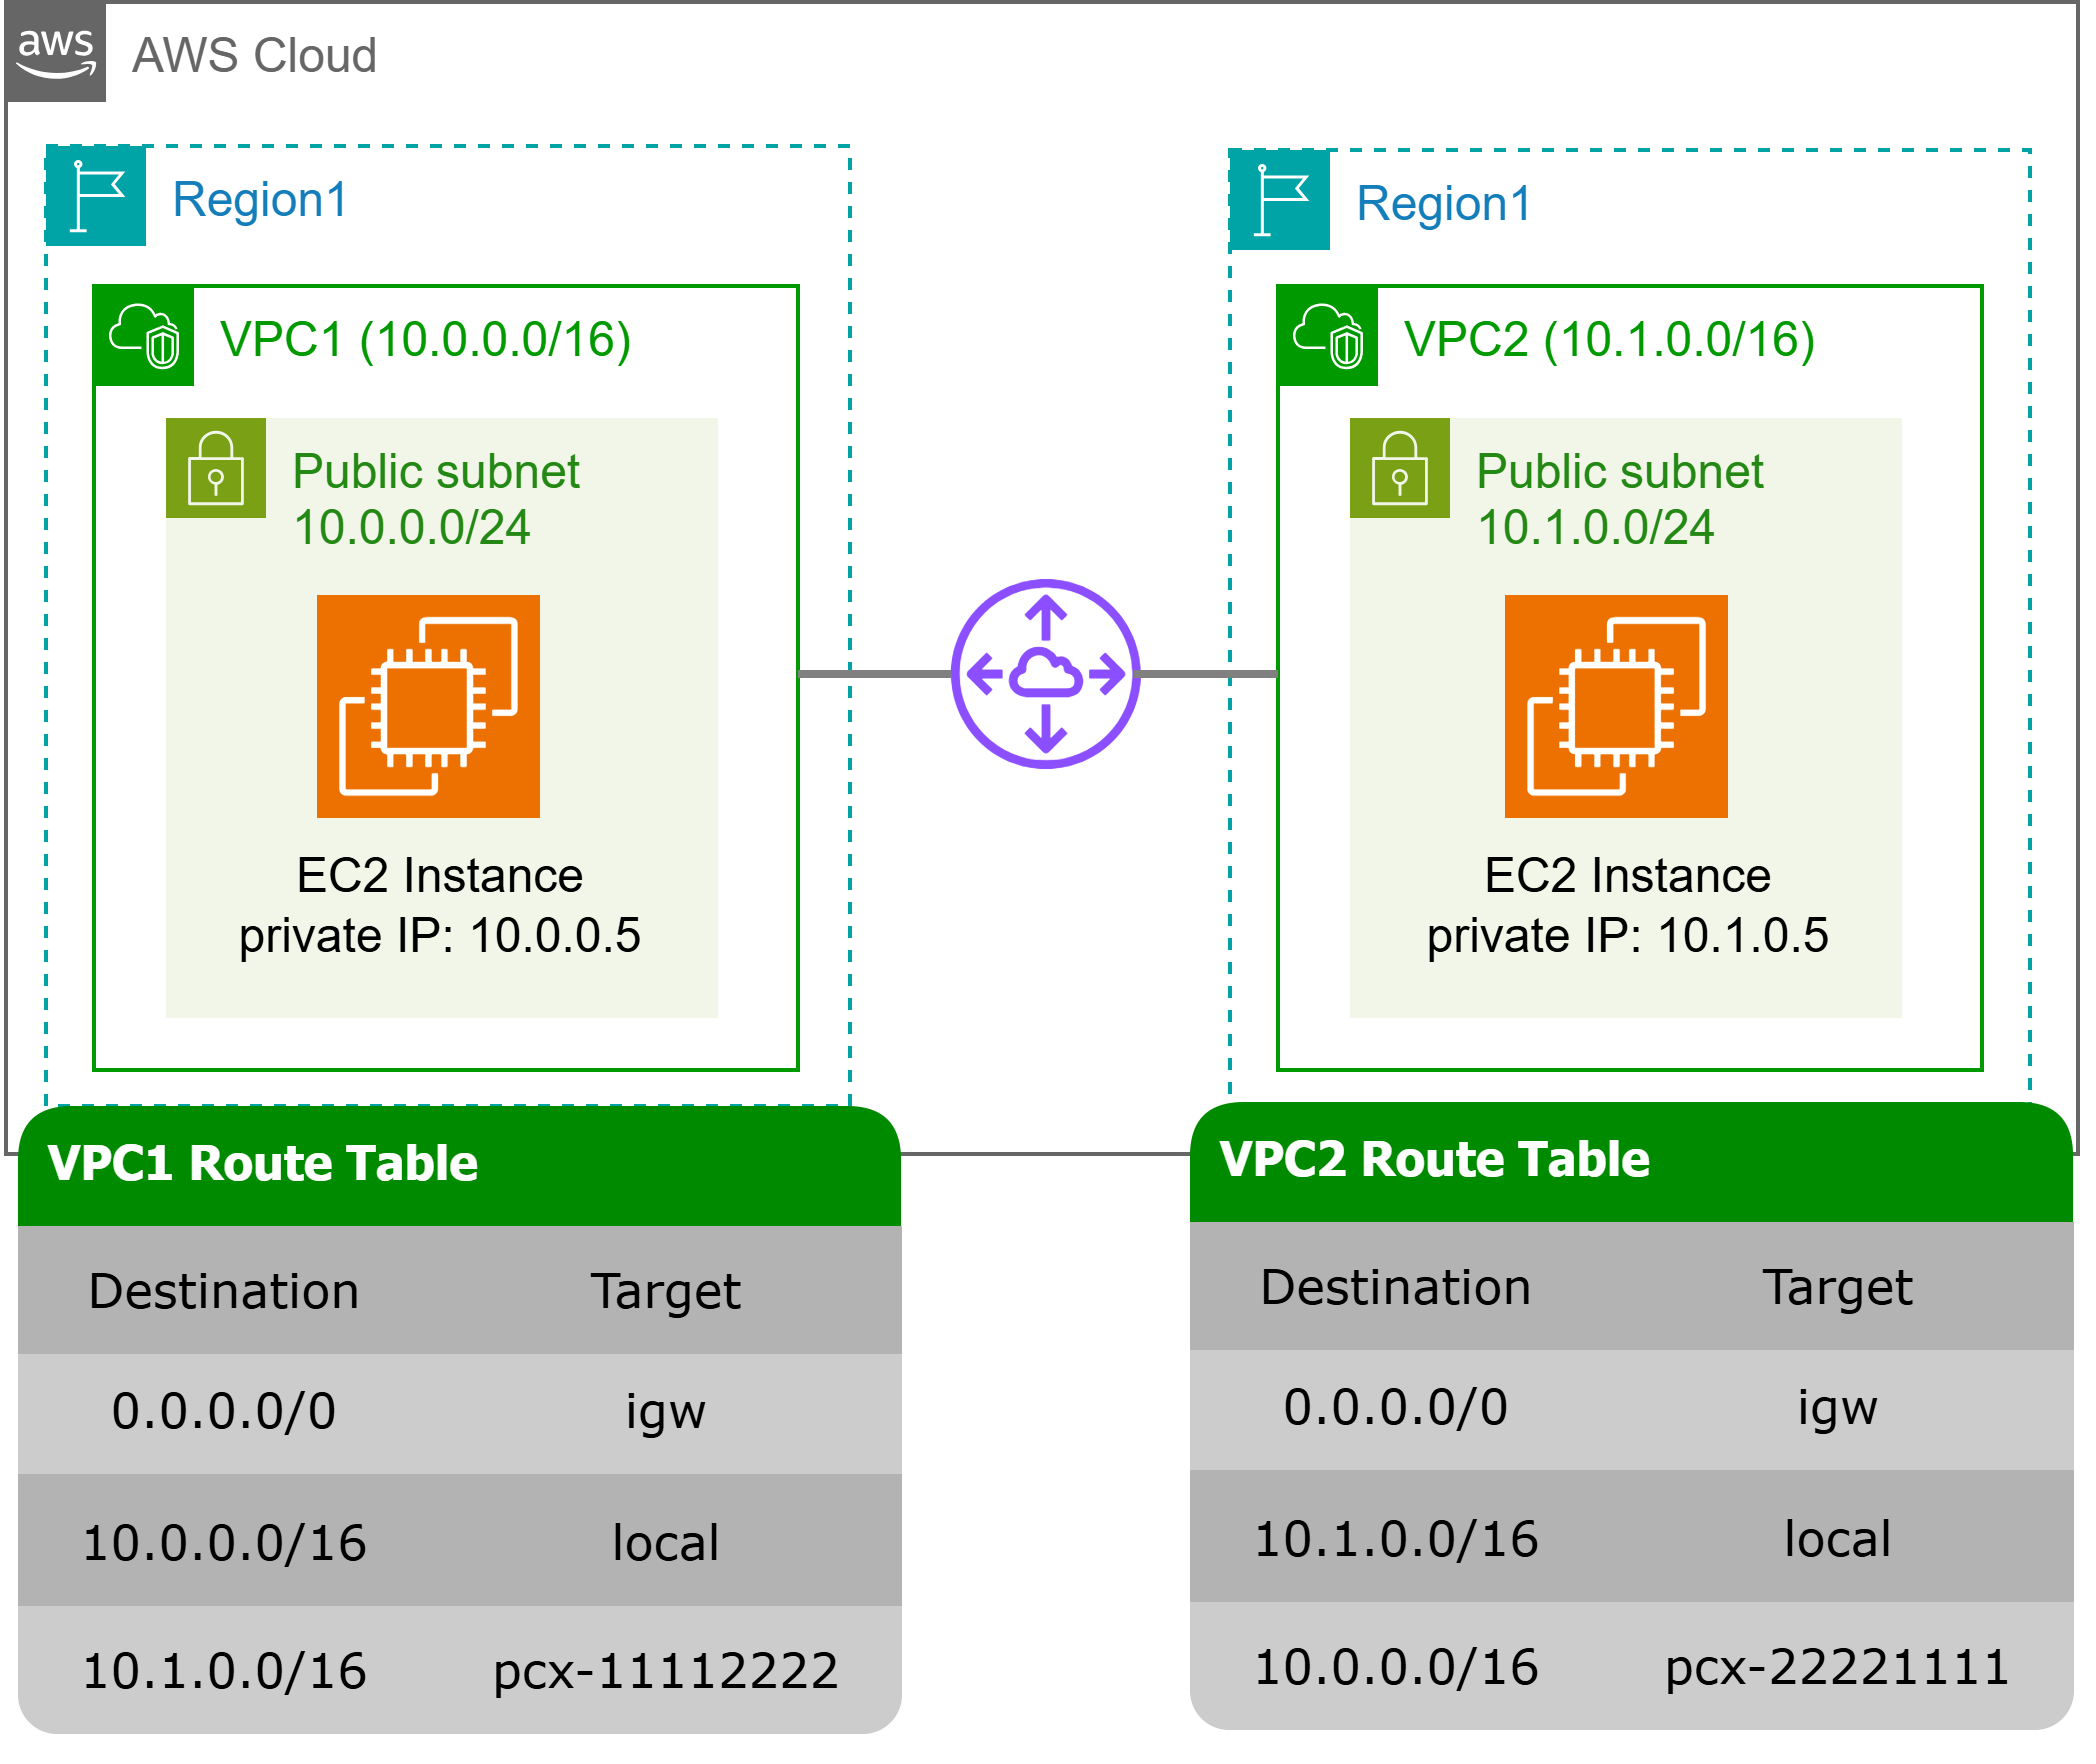 aws
AWS Cloud
Region1
VPC1 (10.0.0.0/16)
Public subnet
10.0.0.0/24
EC2 Instance
private IP: 10.0.0.5
Region1
VPC2 (10.1.0.0/16)
Public subnet
10.1.0.0/24
EC2 Instance
private IP: 10.1.0.5
VPC1 Route Table
Destination Target
0.0.0.0/0 igw
10.0.0.0/16 local
10.1.0.0/16 pcx-11112222
VPC2 Route Table
Destination Target
0.0.0.0/0 igw
10.1.0.0/16 local
10.0.0.0/16 pcx-22221111